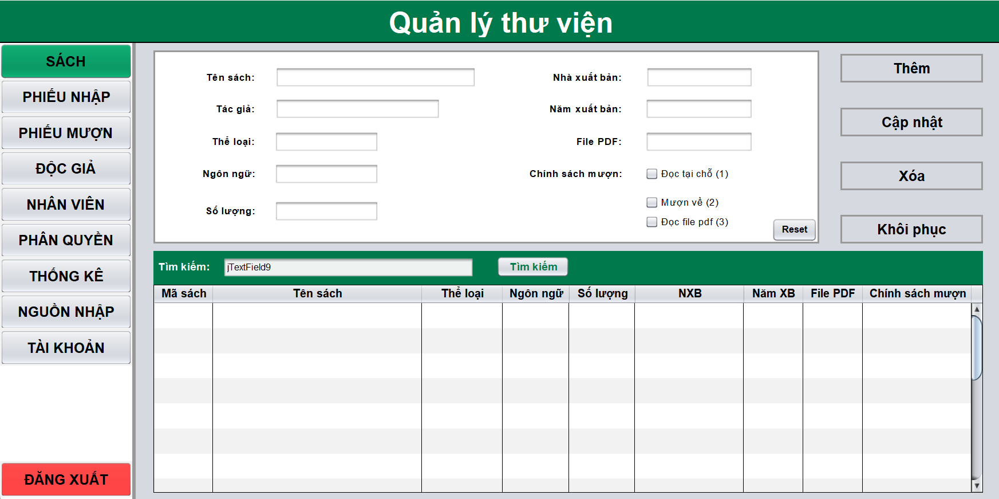 Quản lý thư viện
SÁCH
PHIẾU NHẬP
PHIẾU MƯỢN
ĐỘC GIẢ
NHÂN VIÊN
PHÂN QUYỀN
THỐNG KÊ
NGUỒN NHẬP
TÀI KHOẢN
ĐĂNG XUẤT
Tên sách:
Tác giả:
Thể loại:
Ngôn ngữ:
Số lượng:
Nhà xuất bản:
Năm xuất bản:
File PDF:
Chính sách mượn:
Đọc tại chỗ (1)
Mượn về (2)
Đọc file pdf (3)
Reset
Thêm
Cập nhật
Xóa
Khôi phục
Tìm kiếm: jTextField9 Tìm kiếm
Mã sách Tên sách Thể loại Ngôn ngữ Số lượng NXB Năm XB File PDF Chính sách mượn